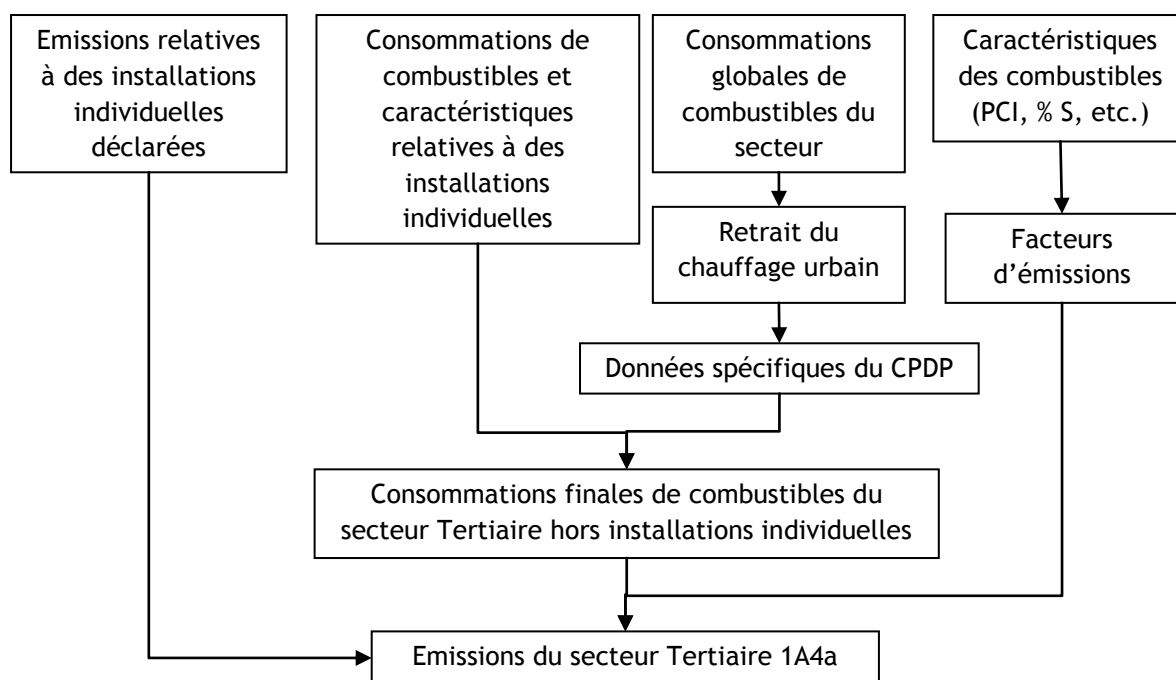 Emissions relatives
à des installations
individuelles
déclarées
Consommations de
combustibles et
caractéristiques
relatives à des
installations
individuelles
Consommations
globales de
combustibles du
secteur
Caractéristiques
des combustibles
(PCI, % S, etc.)
Retrait du
chauffage urbain
Facteurs
d’émissions
Données spécifiques du CPDP
Consommations finales de combustibles du
secteur Tertiaire hors installations individuelles
Emissions du secteur Tertiaire 1A4a